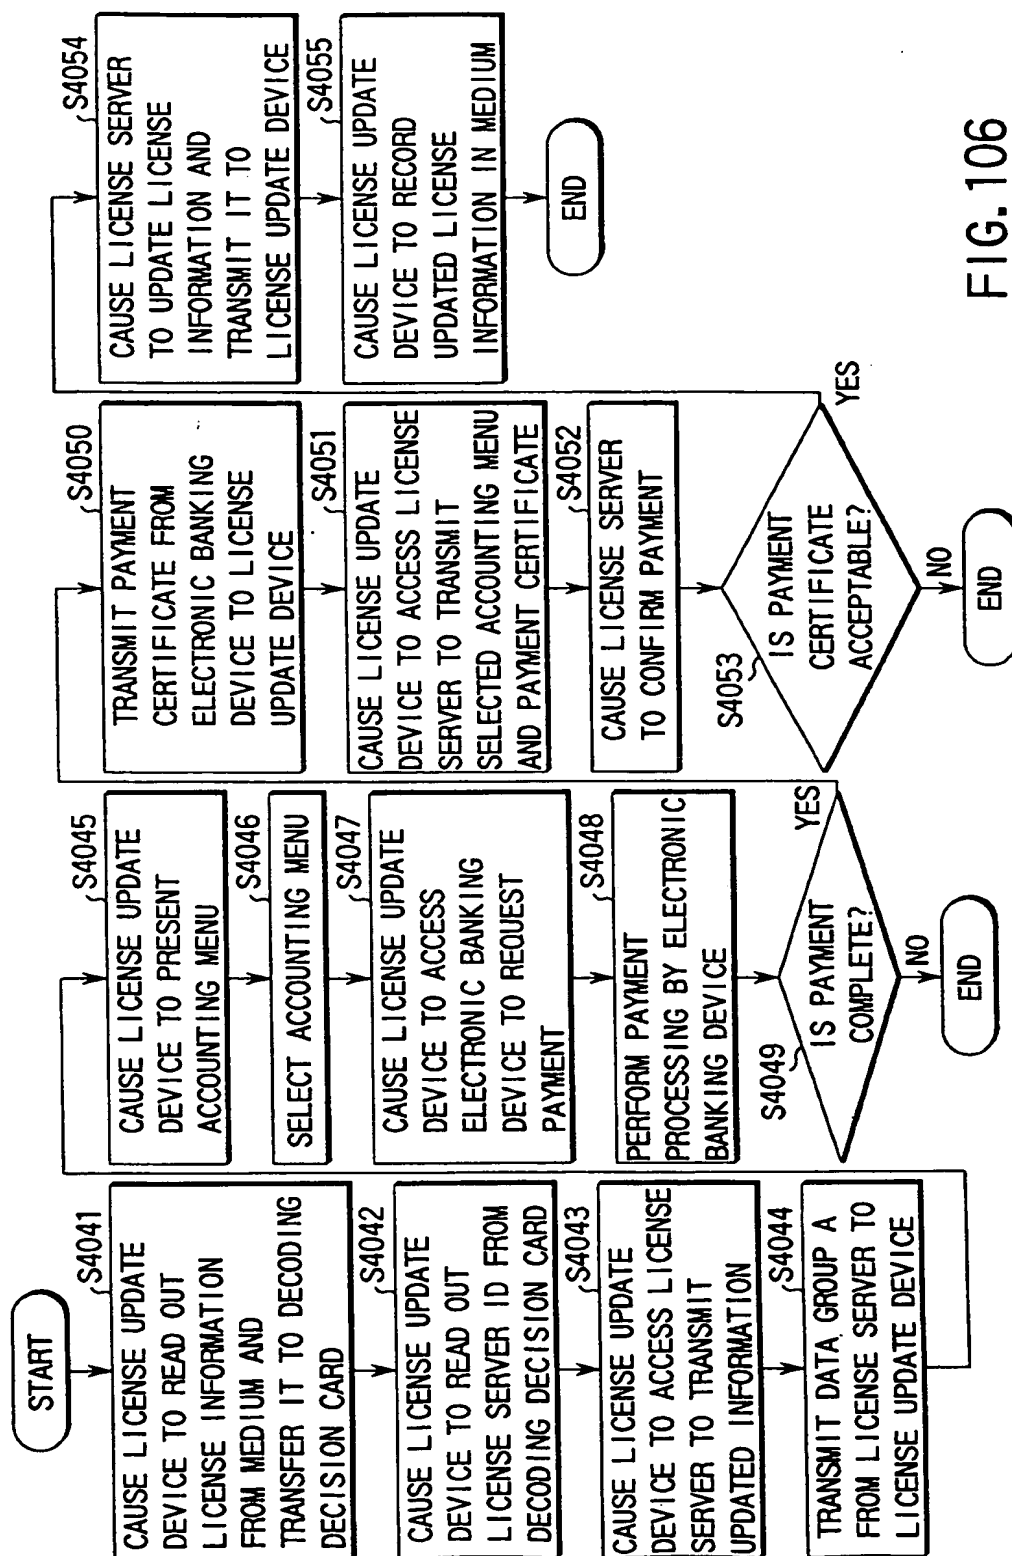 START
S4041
CAUSE LICENSE UPDATE
DEVICE TO READ OUT
LICENSE INFORMATION
FROM MEDIUM AND
TRANSFER IT TO DECODING
DECISION CARD
S4042
CAUSE LICENSE UPDATE
DEVICE TO READ OUT
LICENSE SERVER ID FROM
DECODING DECISION CARD
S4043
CAUSE LICENSE UPDATE
DEVICE TO ACCESS LICENSE
SERVER TO TRANSMIT
UPDATED INFORMATION
S4044
TRANSMIT DATA GROUP A
FROM LICENSE SERVER TO
LICENSE UPDATE DEVICE
S4045
CAUSE LICENSE UPDATE
DEVICE TO PRESENT
ACCOUNTING MENU
S4046
SELECT ACCOUNTING MENU
S4047
CAUSE LICENSE UPDATE
DEVICE TO ACCESS
ELECTRONIC BANKING
DEVICE TO REQUEST
PAYMENT
S4048
PERFORM PAYMENT
PROCESSING BY ELECTRONIC
BANKING DEVICE
S4049
IS PAYMENT
COMPLETE?
YES
NO
END
S4050
TRANSMIT PAYMENT
CERTIFICATE FROM
ELECTRONIC BANKING
DEVICE TO LICENSE
UPDATE DEVICE
S4051
CAUSE LICENSE UPDATE
DEVICE TO ACCESS LICENSE
SERVER TO TRANSMIT
SELECTED ACCOUNTING MENU
AND PAYMENT CERTIFICATE
S4052
CAUSE LICENSE SERVER
TO CONFIRM PAYMENT
S4053
IS PAYMENT
CERTIFICATE
ACCEPTABLE?
YES
NO
END
S4054
CAUSE LICENSE SERVER
TO UPDATE LICENSE
INFORMATION AND
TRANSMIT IT TO
LICENSE UPDATE DEVICE
S4055
CAUSE LICENSE UPDATE
DEVICE TO RECORD
UPDATED LICENSE
INFORMATION IN MEDIUM
END
FIG. 106